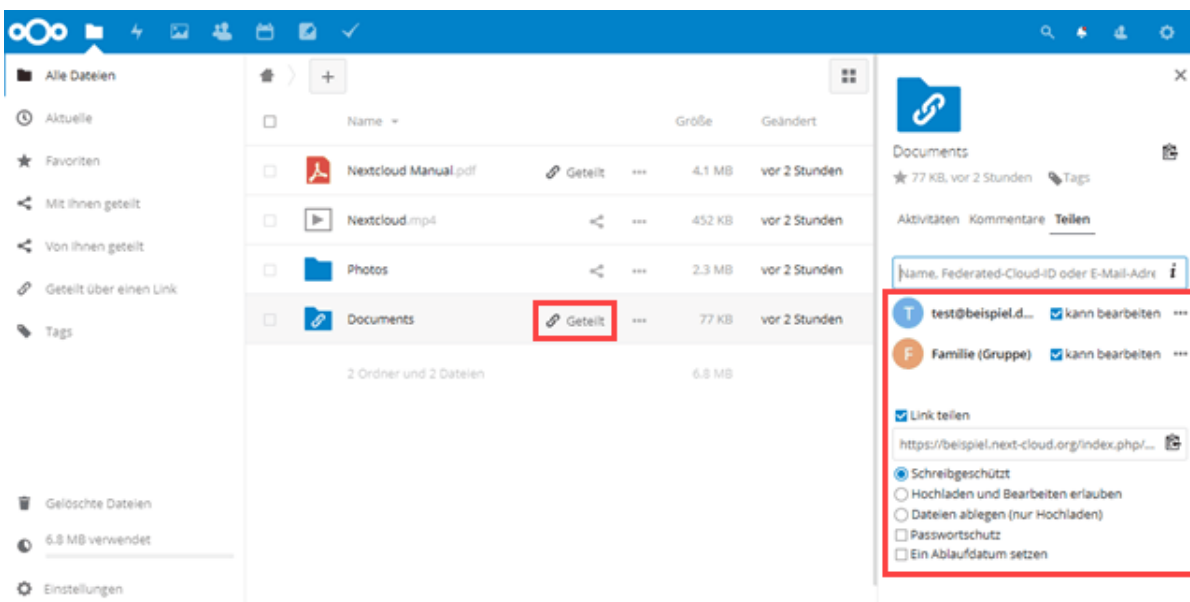 Alle Dateien
Aktuelle
Favoriten
Mit Ihnen geteilt
Von Ihnen geteilt
Geteilt über einen Link
Tags
Gelöschte Dateien
6.8 MB verwendet
Einstellungen
+
Name Größe Geändert
Nextcloud Manual.pdf Geteilt ••• 4.1 MB vor 2 Stunden
Nextcloud.mp4 ••• 452 KB vor 2 Stunden
Photos ••• 2.3 MB vor 2 Stunden
Documents Geteilt ••• 77 KB vor 2 Stunden
2 Ordner und 2 Dateien 6.8 MB
Documents
77 KB, vor 2 Stunden Tags
Aktivitäten Kommentare Teilen
Name, Federated-Cloud-ID oder E-Mail-Adre i
T test@beispiel.d... kann bearbeiten •••
F Familie (Gruppe) kann bearbeiten •••
Link teilen
https://beispiel.next-cloud.org/index.php/...
Schreibgeschützt
Hochladen und Bearbeiten erlauben
Dateien ablegen (nur Hochladen)
Passwortschutz
Ein Ablaufdatum setzen